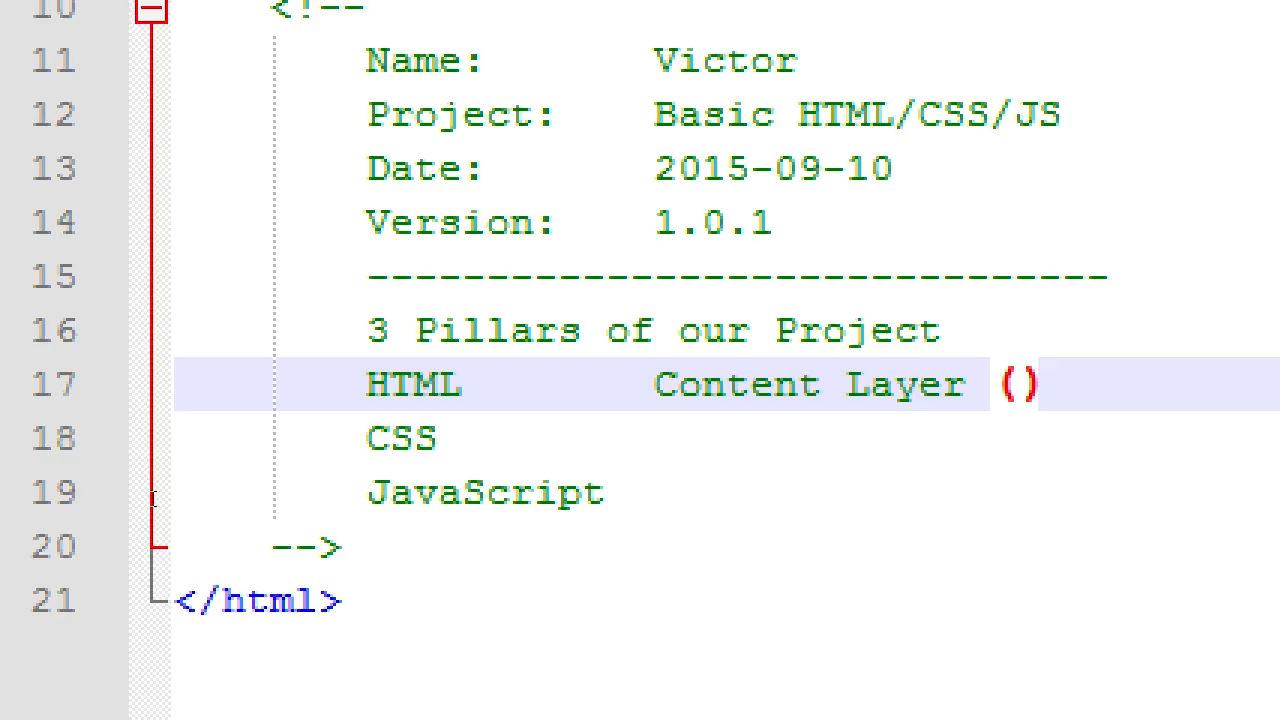 10 <!--
11 Name: Victor
12 Project: Basic HTML/CSS/JS
13 Date: 2015-09-10
14 Version: 1.0.1
15 -------------------------------
16 3 Pillars of our Project
17 HTML Content Layer ()
18 CSS
19 JavaScript
20 -->
21 </html>